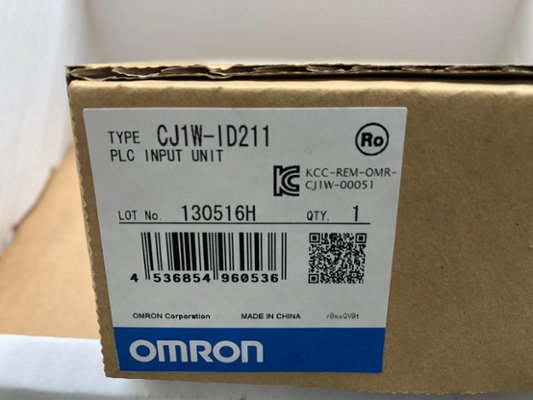 TYPE CJ1W-ID211
PLC INPUT UNIT
Ro
KCC-REM-OMR-
CJ1W-00051
LOT No. 130516H QTY. 1
4 536854 960536
OMRON Corporation MADE IN CHINA
OMRON